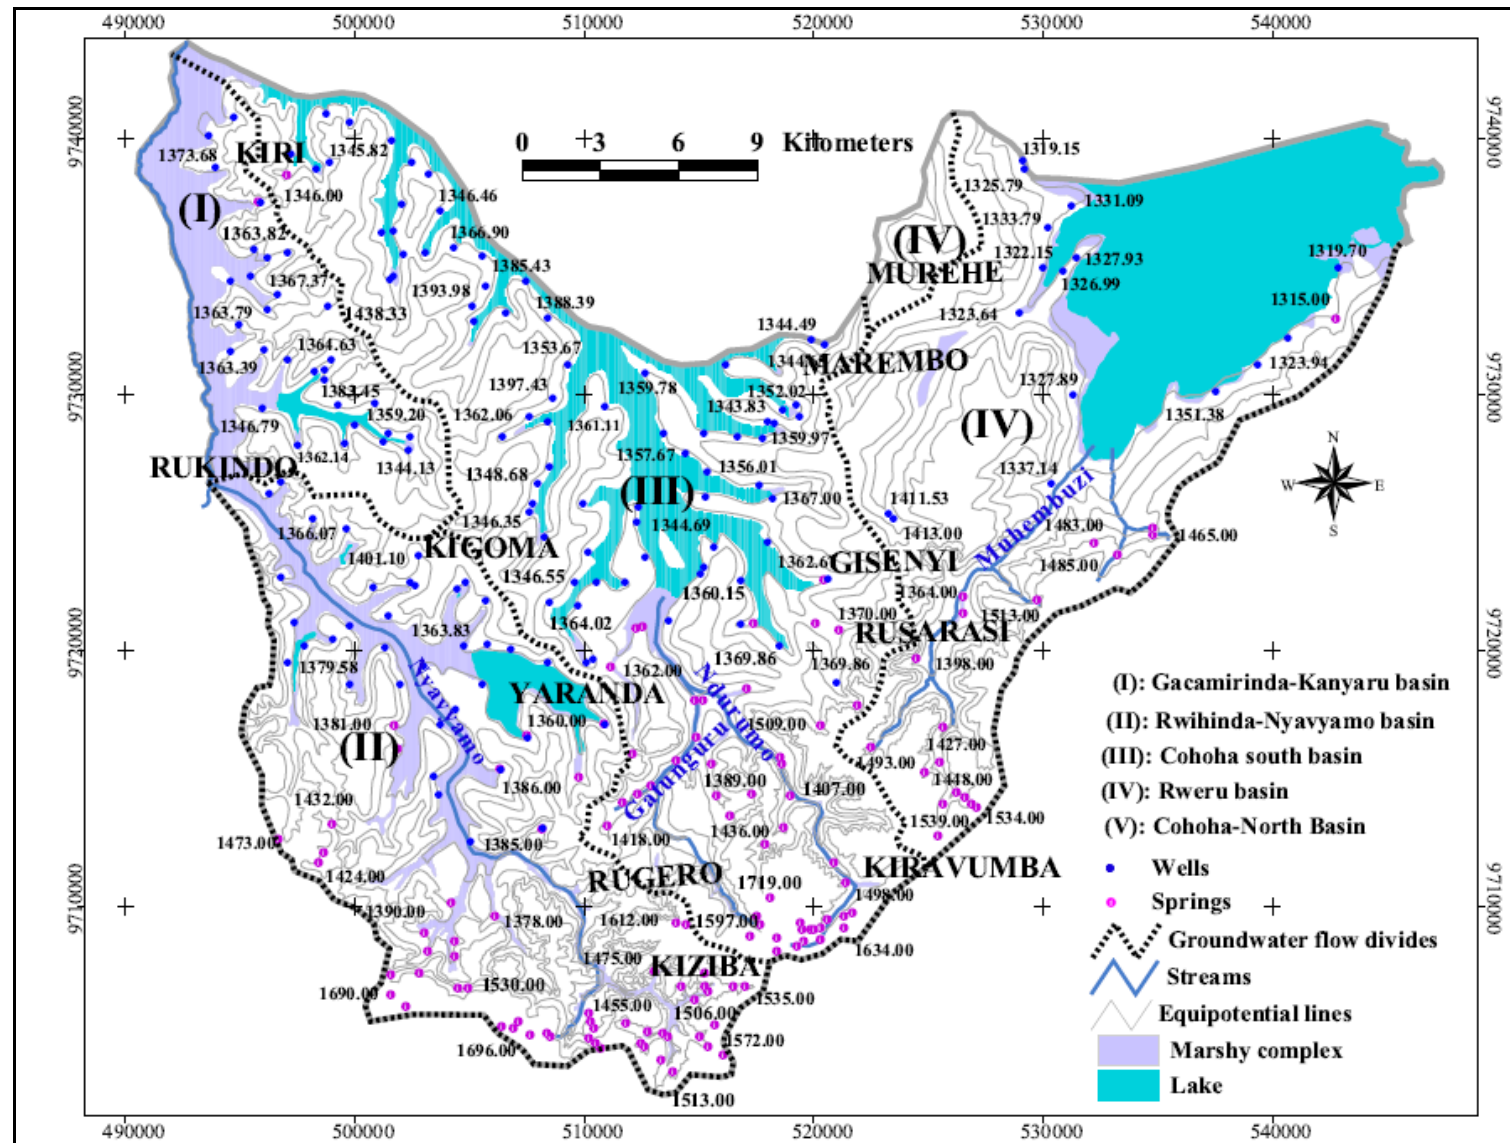 490000 500000 510000 520000 530000 540000
9740000 9740000
0 3 6 9 Kilometers
1373.68 KIRI 1345.82
1346.00
1319.15
1325.79
(I)
1346.46
1333.79 1331.09
1363.82
1366.90
(IV)
1322.15 1327.93
MUREHE
1319.70
1367.37
1393.98
1385.43
1326.99
1363.79 1438.33
1388.39
1323.64
1315.00
1364.63
1353.67
1344.49
MAREMBO
1363.39
1359.78
1323.94
1383.45
1397.43
1352.02
1327.89
9730000 9730000
1346.79 1359.20
1362.06
1361.11
1343.83
1351.38
(IV)
1362.14
1357.67
1359.97
RUKINDO 1344.13
1348.68
1356.01
1337.14
N
W E
S
(III)
1367.00
1411.53
Muhembuzi
1366.07
1346.35
1344.69
1413.00
1483.00
1465.00
1401.10 KIGOMA
1362.6
GISENYI
1485.00
1346.55
1360.15
1364.00
1513.00
1363.83
1364.02
1370.00
RUSARASI
9720000 9720000
1379.58
Nyavyamo
1362.00
Ndurumo
1369.86
1369.86
1398.00
YARANDA
(I): Gacamirinda-Kanyaru basin
1381.00
1360.00
1509.00
1427.00
(II): Rwihinda-Nyavyamo basin
(II)
1493.00
(III): Cohoha south basin
1386.00
Gatunguru
1389.00
1407.00
1448.00
(IV): Rweru basin
1432.00
1436.00
1539.00 1534.00
(V): Cohoha-North Basin
1473.00
1385.00
1418.00
KIRAVUMBA
Wells
1424.00
RUGERO
1719.00
1498.00
Springs
9710000 9710000
1390.00 1378.00
1612.00 1597.00
Groundwater flow divides
1475.00
KIZIBA
1634.00
Streams
1690.00
1530.00
1455.00
1506.00
1535.00
Equipotential lines
1696.00
1572.00
Marshy complex
1513.00
Lake
490000 500000 510000 520000 530000 540000